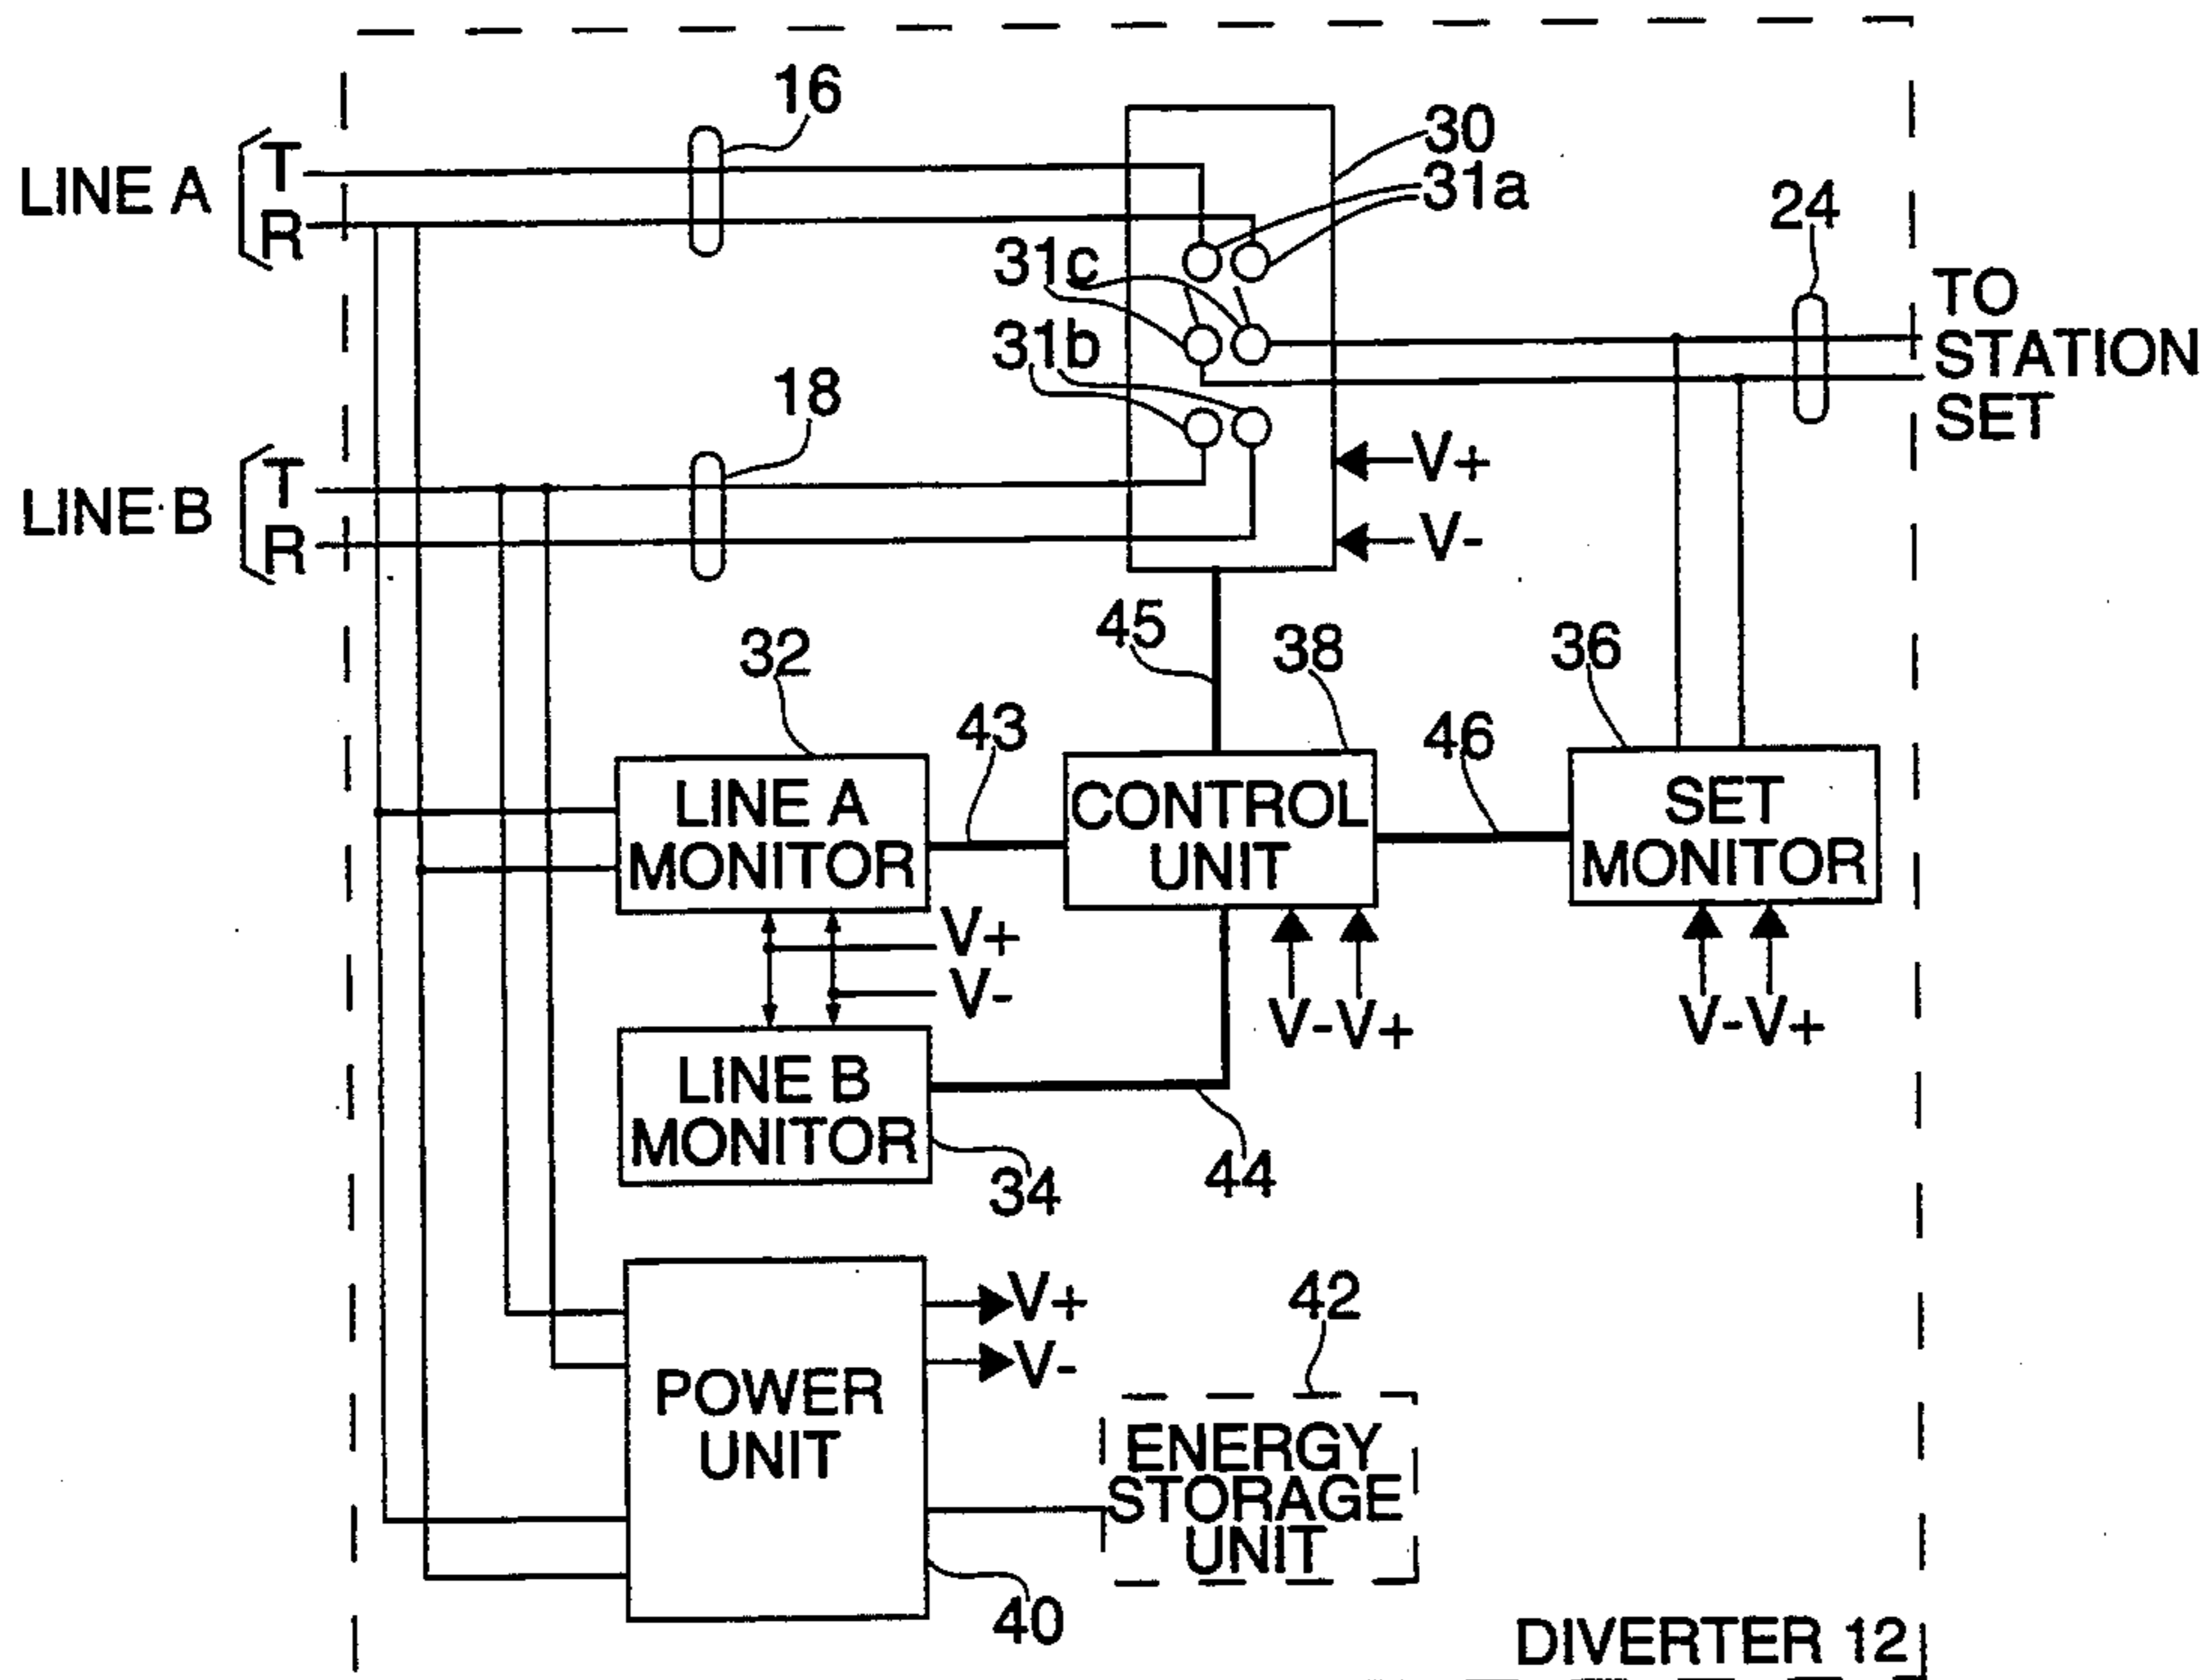 16
30
31a
LINE A
T
R
24
31c
TO
STATION
SET
31b
18
V+
LINE B
T
R
V-
45
32
38
36
43
46
LINE A
MONITOR
CONTROL
UNIT
SET
MONITOR
V+
V-
V- V+
V- V+
LINE B
MONITOR
34
44
V+
V-
42
POWER
UNIT
ENERGY
STORAGE
UNIT
40
DIVERTER 12